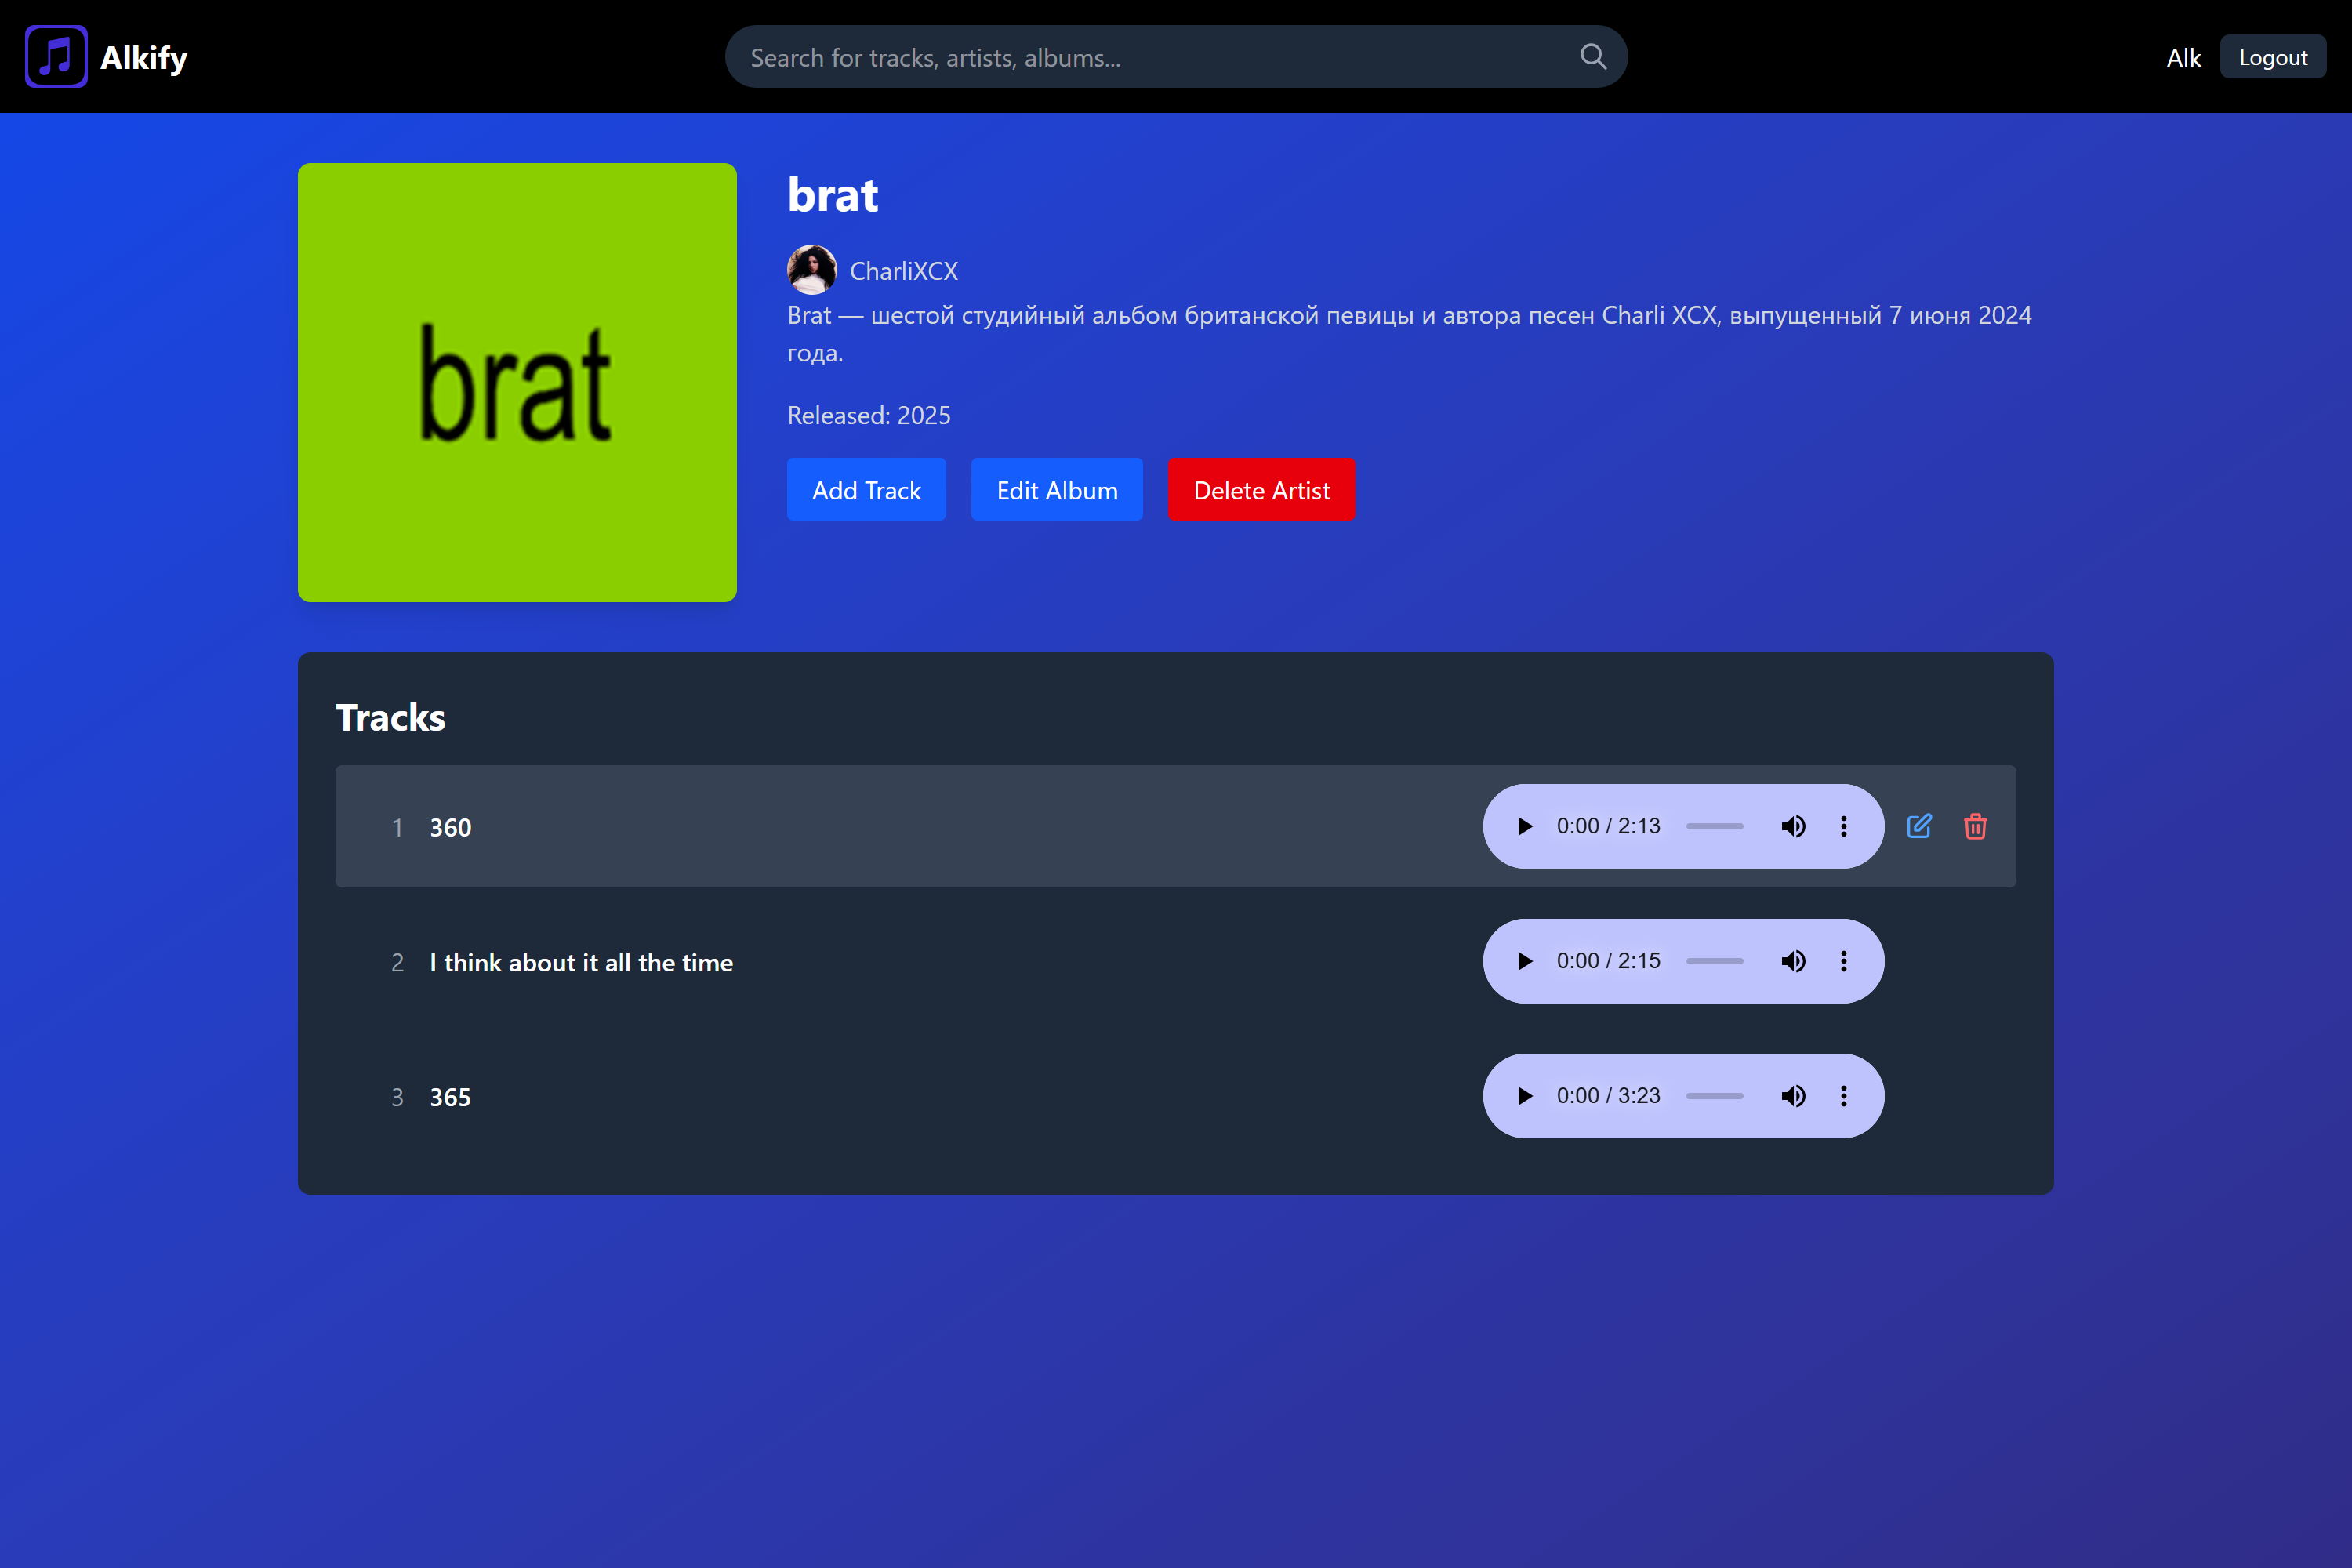 Alkify
Search for tracks, artists, albums...
Alk
Logout
brat
brat
CharliXCX
Brat — шестой студийный альбом британской певицы и автора песен Charli XCX, выпущенный 7 июня 2024
года.
Released: 2025
Add Track
Edit Album
Delete Artist
Tracks
1 360 0:00 / 2:13
2 I think about it all the time 0:00 / 2:15
3 365 0:00 / 3:23